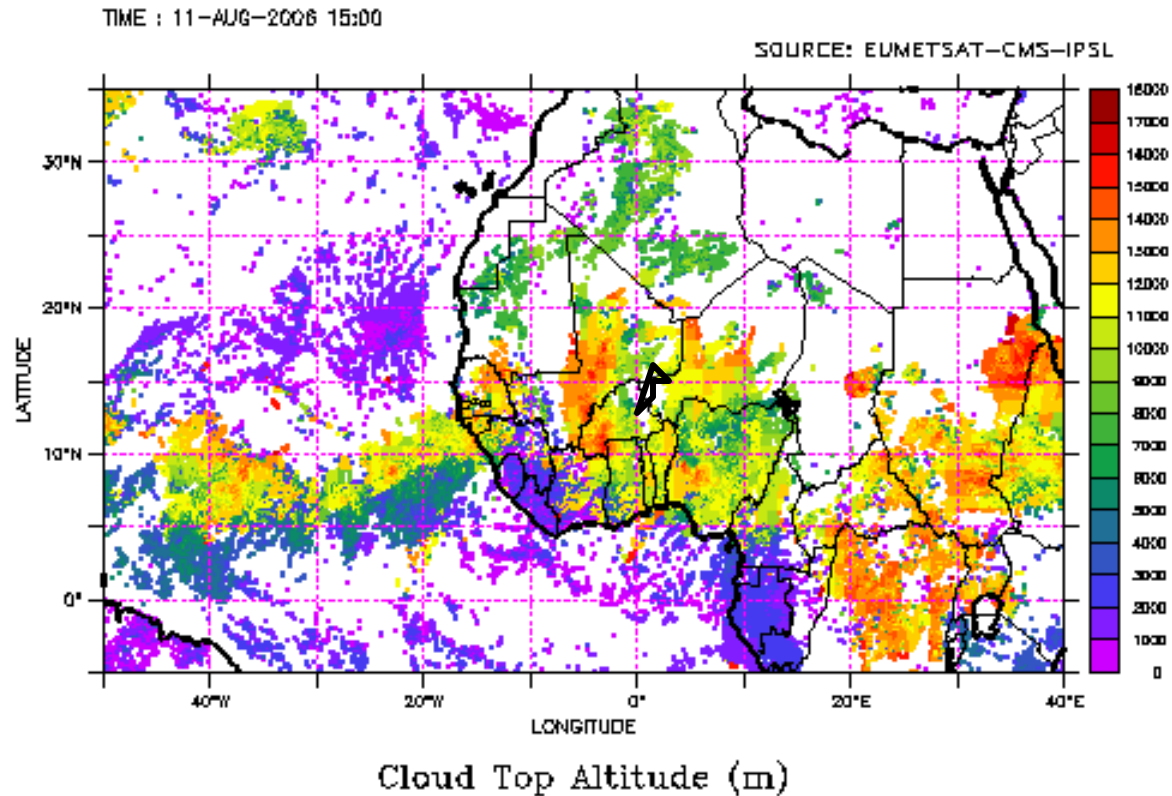 TIME : 11-AUG-2006 15:00
SOURCE: EUMETSAT-CMS-IPSL
LATITUDE
30°N
20°N
10°N
0°
40°W
20°W
0°
20°E
40°E
LONGITUDE
18000
17000
16000
15000
14000
13000
12000
11000
10000
9000
8000
7000
6000
5000
4000
3000
2000
1000
0
Cloud Top Altitude (m)